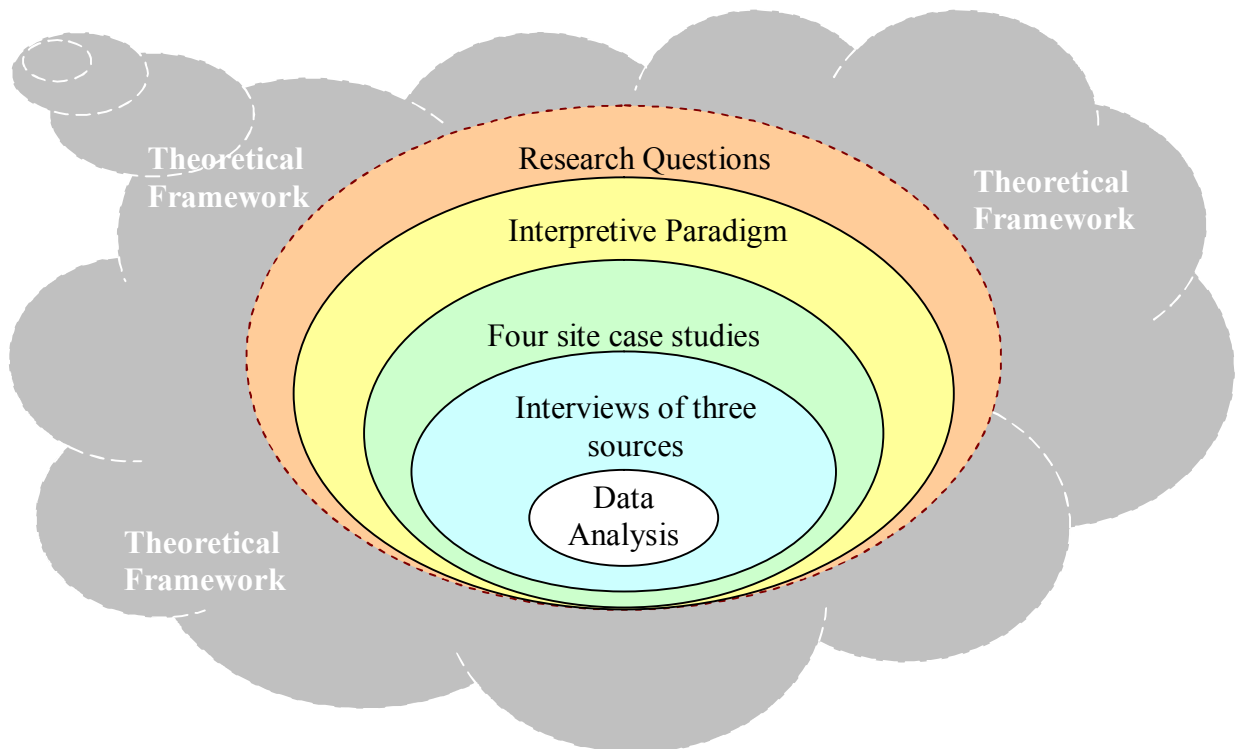 Theoretical
Framework
Research Questions
Theoretical
Framework
Interpretive Paradigm
Four site case studies
Interviews of three
sources
Data
Analysis
Theoretical
Framework